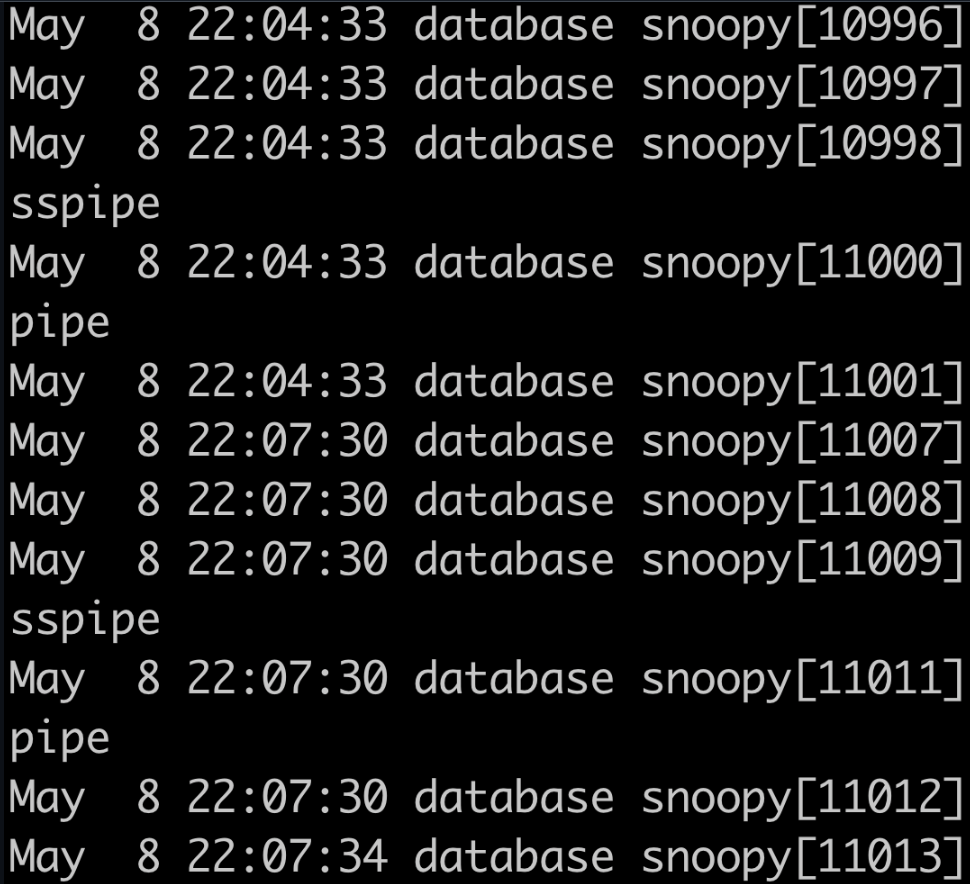 May  8 22:04:33 database snoopy[10996]
May  8 22:04:33 database snoopy[10997]
May  8 22:04:33 database snoopy[10998]
sspipe
May  8 22:04:33 database snoopy[11000]
pipe
May  8 22:04:33 database snoopy[11001]
May  8 22:07:30 database snoopy[11007]
May  8 22:07:30 database snoopy[11008]
May  8 22:07:30 database snoopy[11009]
sspipe
May  8 22:07:30 database snoopy[11011]
pipe
May  8 22:07:30 database snoopy[11012]
May  8 22:07:34 database snoopy[11013]